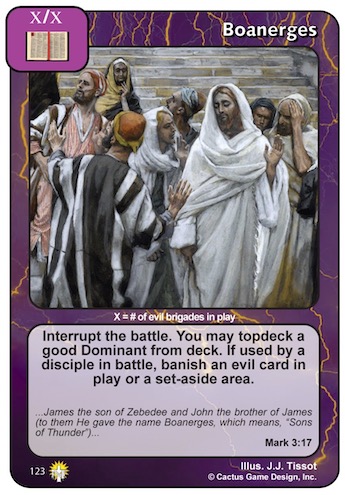 X/X
Boanerges
X = # of evil brigades in play
Interrupt the battle. You may topdeck a
good Dominant from deck. If used by a
disciple in battle, banish an evil card in
play or a set-aside area.
...James the son of Zebedee and John the brother of James
(to them He gave the name Boanerges, which means, “Sons
of Thunder”)...
Mark 3:17
123
Illus. J.J. Tissot
© Cactus Game Design, Inc.